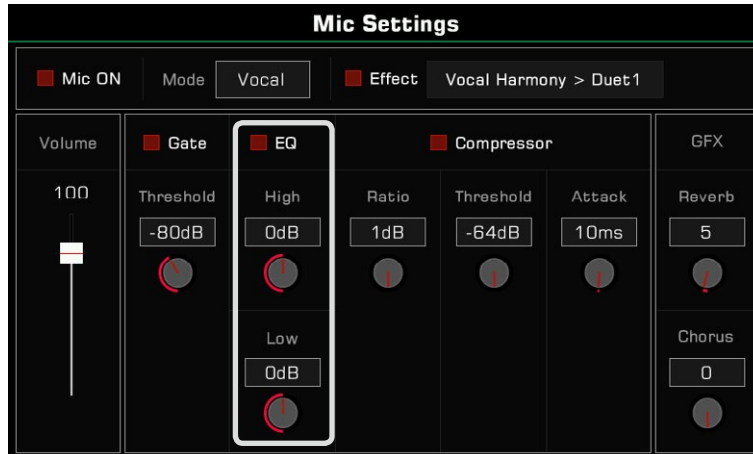 Mic Settings
Mic ON Mode Vocal Effect Vocal Harmony > Duet1
Volume Gate EQ Compressor GFX
100 Threshold High Ratio Threshold Attack Reverb
-80dB 0dB 1dB -64dB 10ms 5
Low Chorus
0dB 0